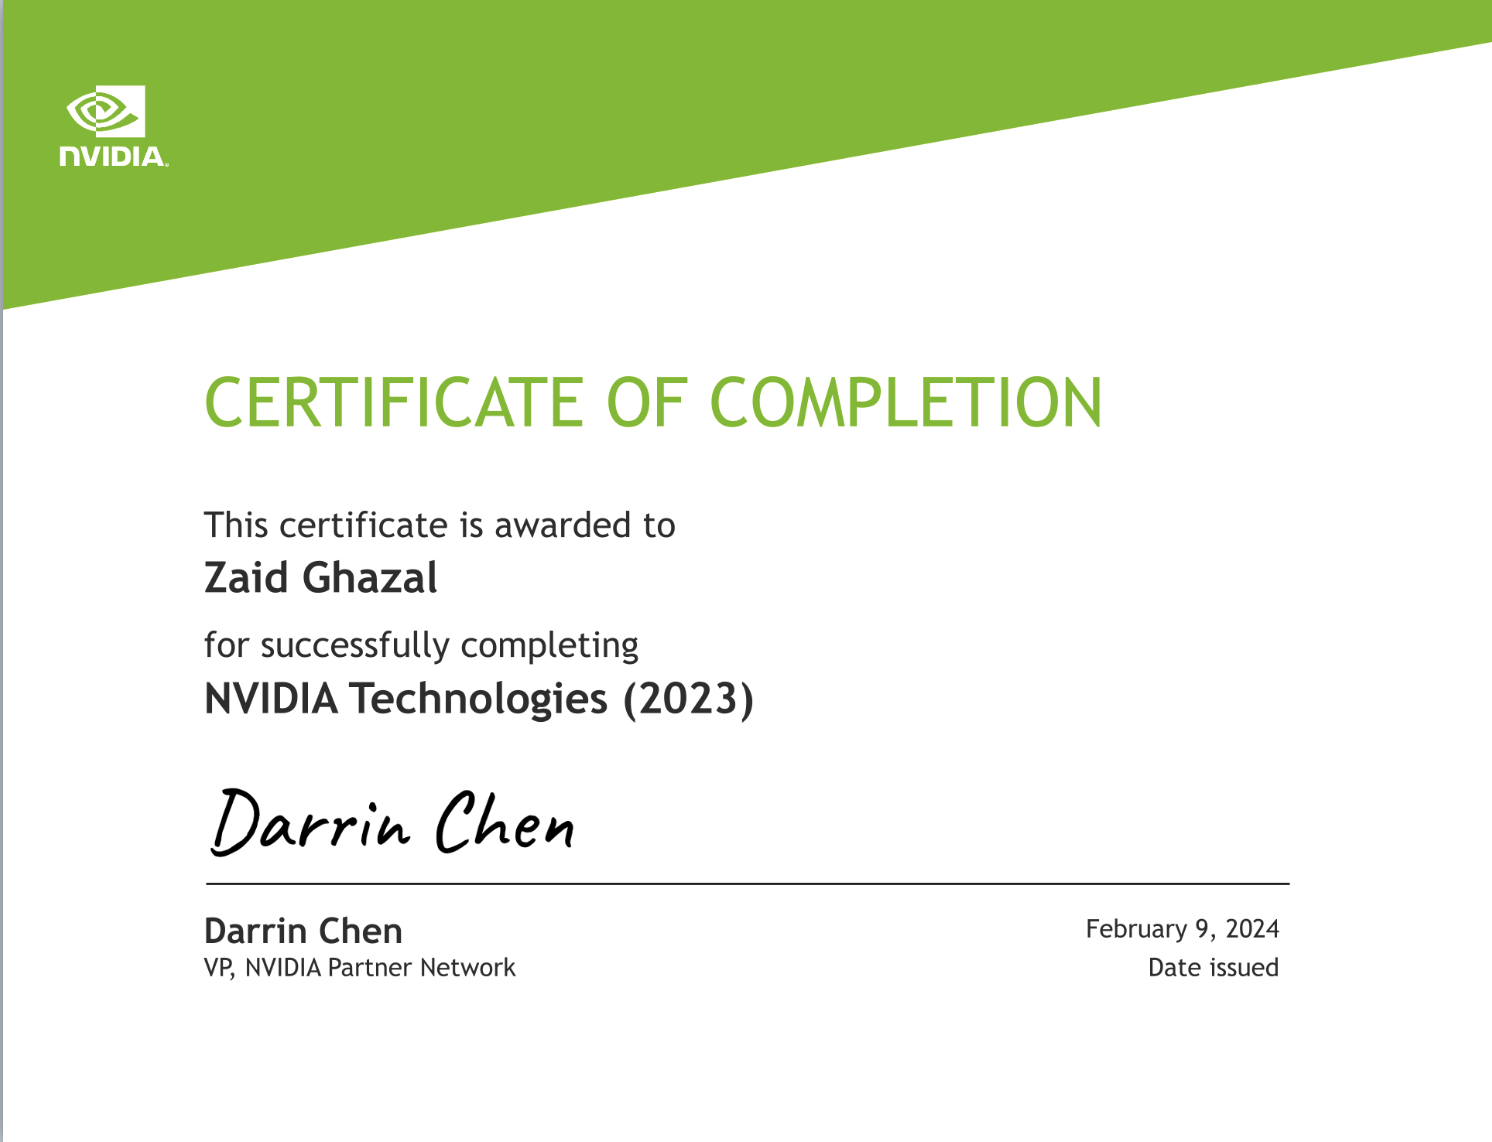 NVIDIA.
CERTIFICATE OF COMPLETION
This certificate is awarded to
Zaid Ghazal
for successfully completing
NVIDIA Technologies (2023)
Darrin Chen
Darrin Chen
VP, NVIDIA Partner Network
February 9, 2024
Date issued